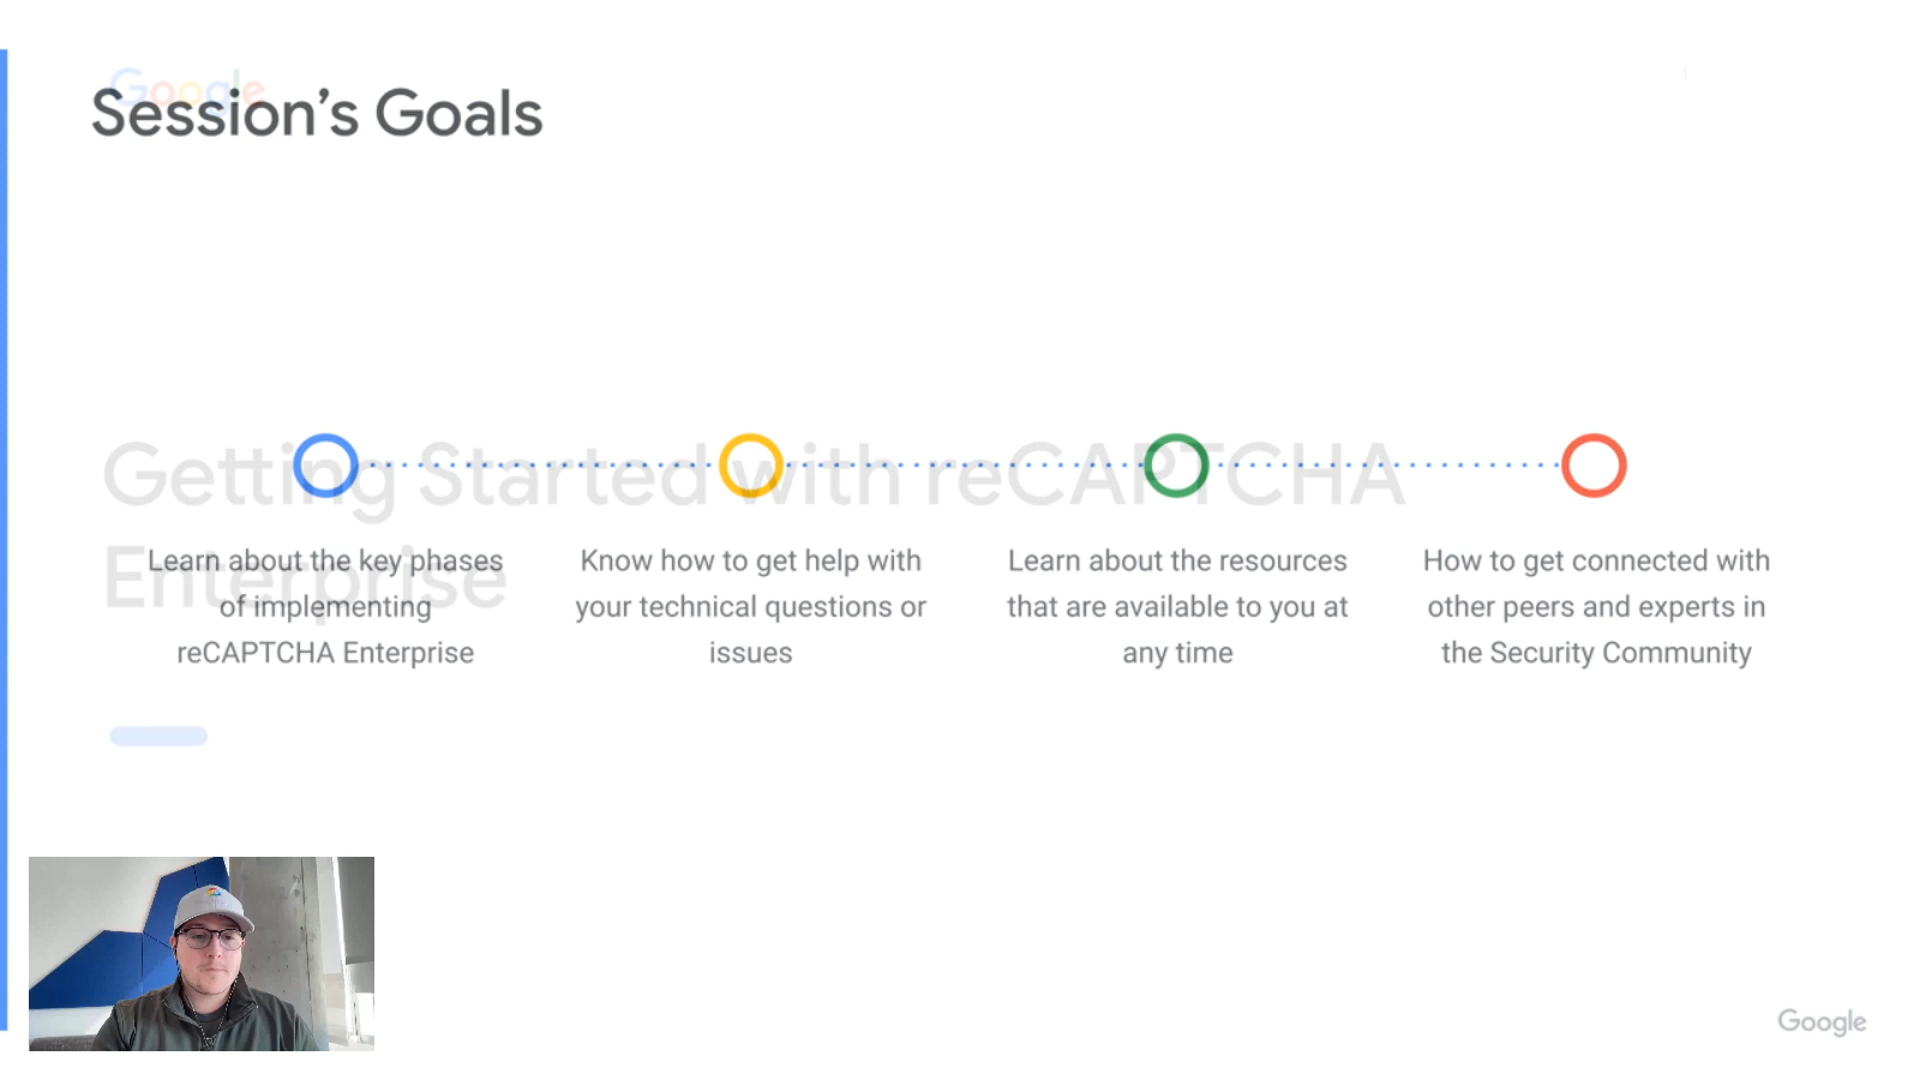 Google
Session's Goals
Getting Started with reCAPTCHA
Enterprise
Learn about the key phases
of implementing
reCAPTCHA Enterprise
Know how to get help with
your technical questions or
issues
Learn about the resources
that are available to you at
any time
How to get connected with
other peers and experts in
the Security Community
Google